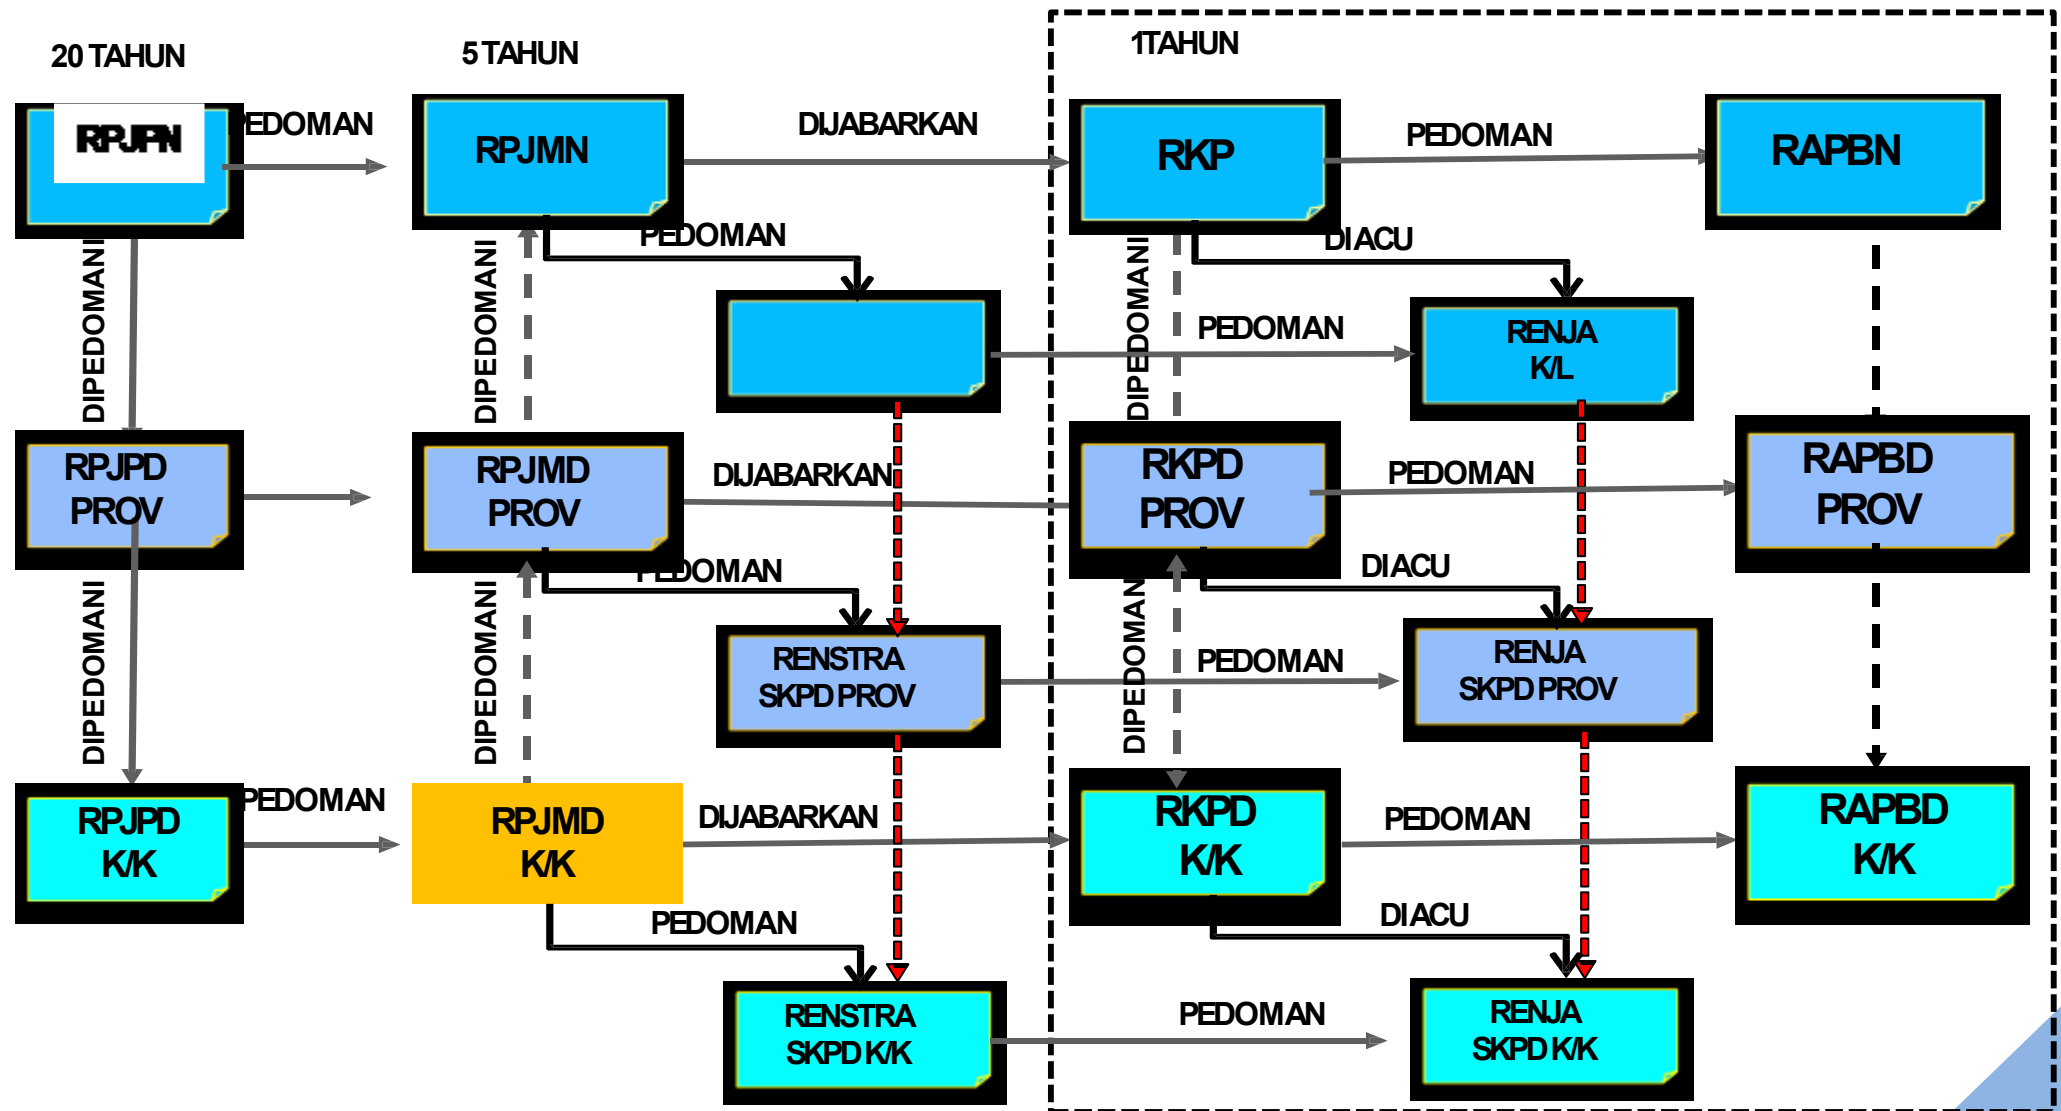 20 TAHUN
5 TAHUN
1TAHUN
RPJPN
PEDOMAN
RPJMN
DIJABARKAN
RKP
PEDOMAN
RAPBN
DIPEDOMANI
DIPEDOMANI
PEDOMAN
DIPEDOMANI
DIACU
PEDOMAN
RENJA
K/L
RPJPD
PROV
RPJMD
PROV
DIJABARKAN
RKPD
PROV
PEDOMAN
RAPBD
PROV
DIPEDOMANI
DIPEDOMANI
PEDOMAN
DIPEDOMANI
DIACU
RENSTRA
SKPD PROV
PEDOMAN
RENJA
SKPD PROV
RPJPD
K/K
PEDOMAN
RPJMD
K/K
DIJABARKAN
RKPD
K/K
PEDOMAN
RAPBD
K/K
PEDOMAN
DIACU
RENSTRA
SKPD K/K
PEDOMAN
RENJA
SKPD K/K